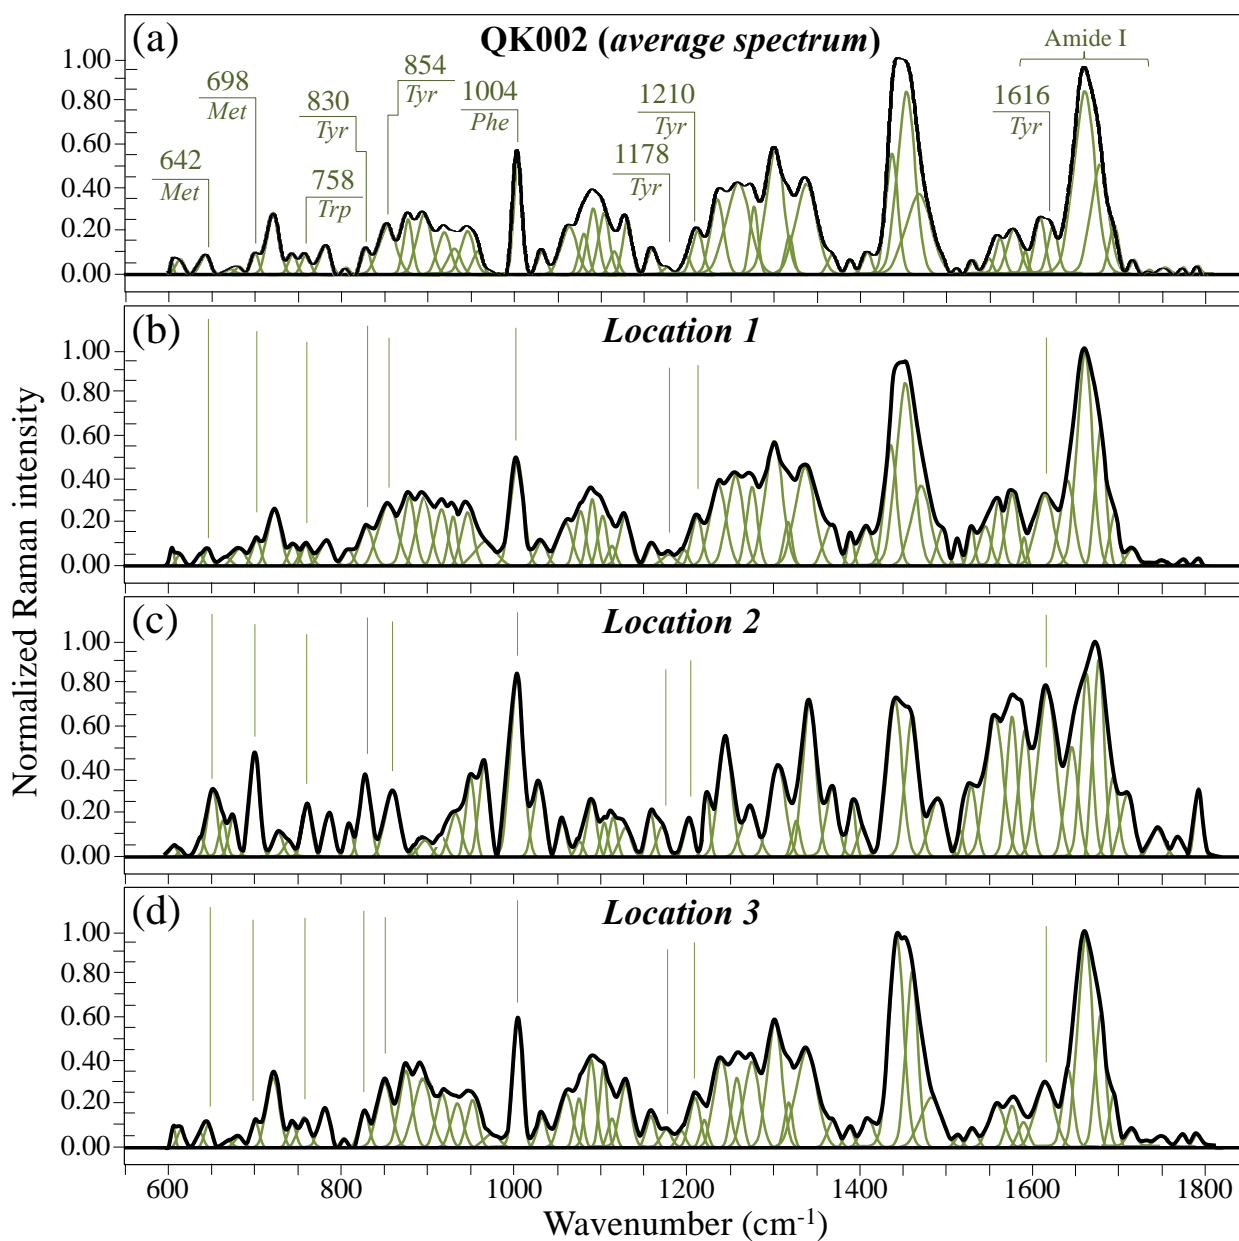 (a)
QK002 (average spectrum)
Amide I
698
Met
830
Tyr
854
Tyr
1004
Phe
1210
Tyr
1616
Tyr
642
Met
758
Trp
1178
Tyr
1.00
0.80
0.60
0.40
0.20
0.00
(b)
Location 1
1.00
0.80
0.60
0.40
0.20
0.00
(c)
Location 2
1.00
0.80
0.60
0.40
0.20
0.00
(d)
Location 3
1.00
0.80
0.60
0.40
0.20
0.00
Normalized Raman intensity
600 800 1000 1200 1400 1600 1800
Wavenumber (cm⁻¹)